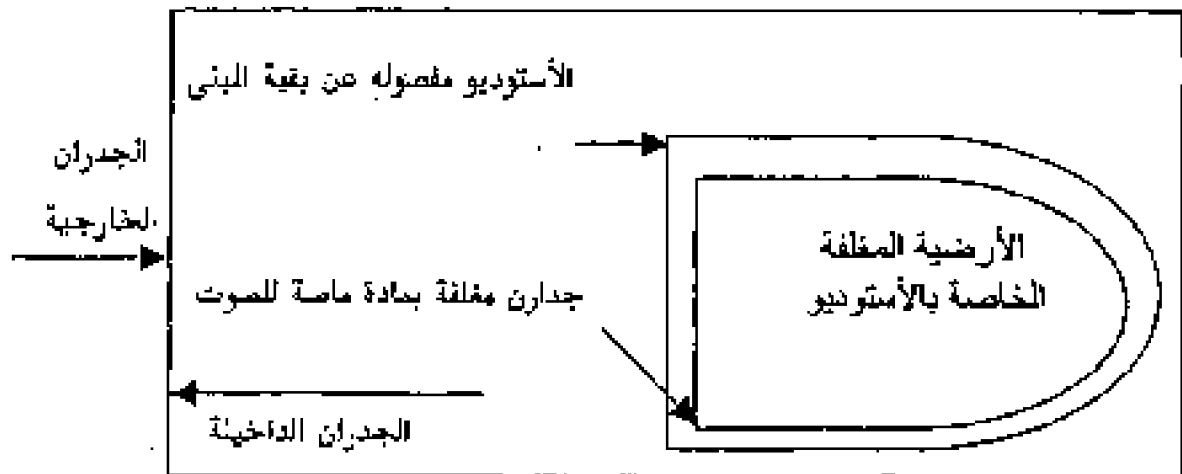 الأستوديو مفصوله عن بقية المبنى
الجدران
الخارجية
الأرضية المغلفة
الخاصة بالأستوديو
جدارن مغلفة بمادة ماصة للصوت
الجدران الداخلية